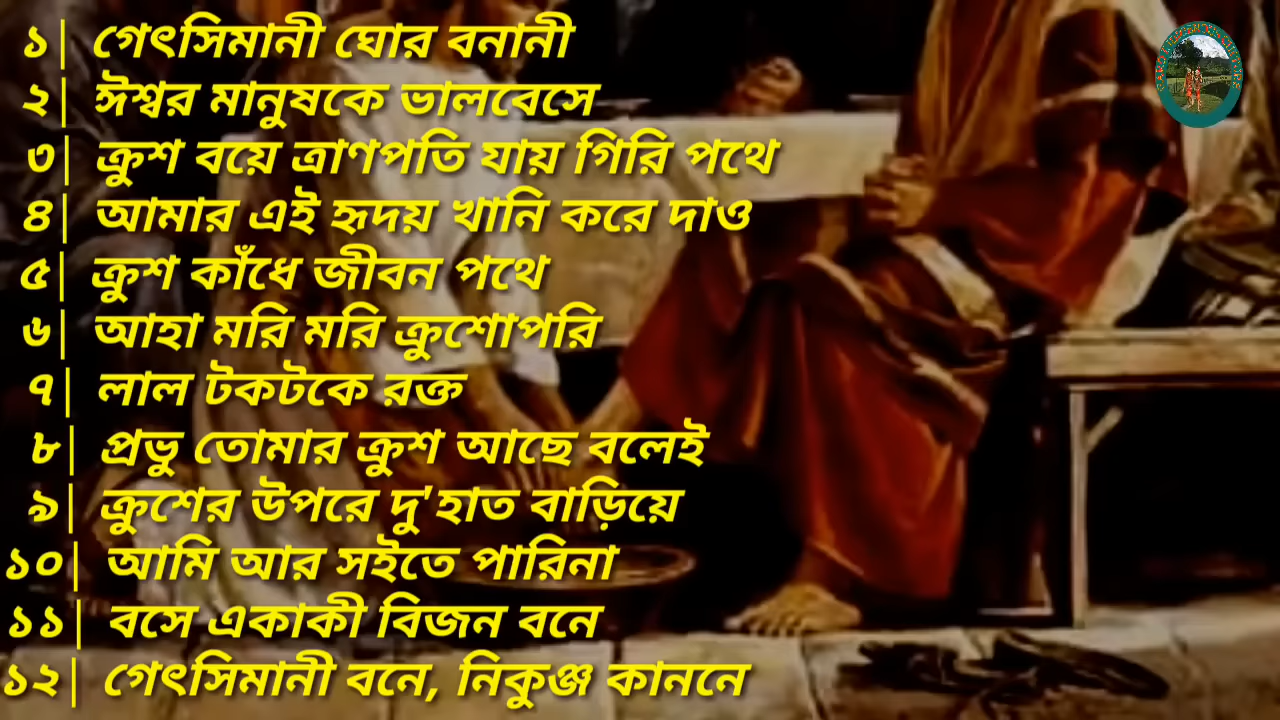 ১| গেৎসিমানী ঘোর বনানী
২| ঈশ্বর মানুষকে ভালবেসে
৩| ক্রুশ বয়ে ত্রাণপতি যায় গিরি পথে
৪| আমার এই হৃদয় খানি করে দাও
৫| ক্রুশ কাঁধে জীবন পথে
৬| আহা মরি মরি ক্রুশোপরি
৭| লাল টকটকে রক্ত
৮| প্রভু তোমার ক্রুশ আছে বলেই
৯| ক্রুশের উপরে দু'হাত বাড়িয়ে
১০| আমি আর সইতে পারিনা
১১| বসে একাকী বিজন বনে
১২| গেৎসিমানী বনে, নিকুঞ্জ কাননে